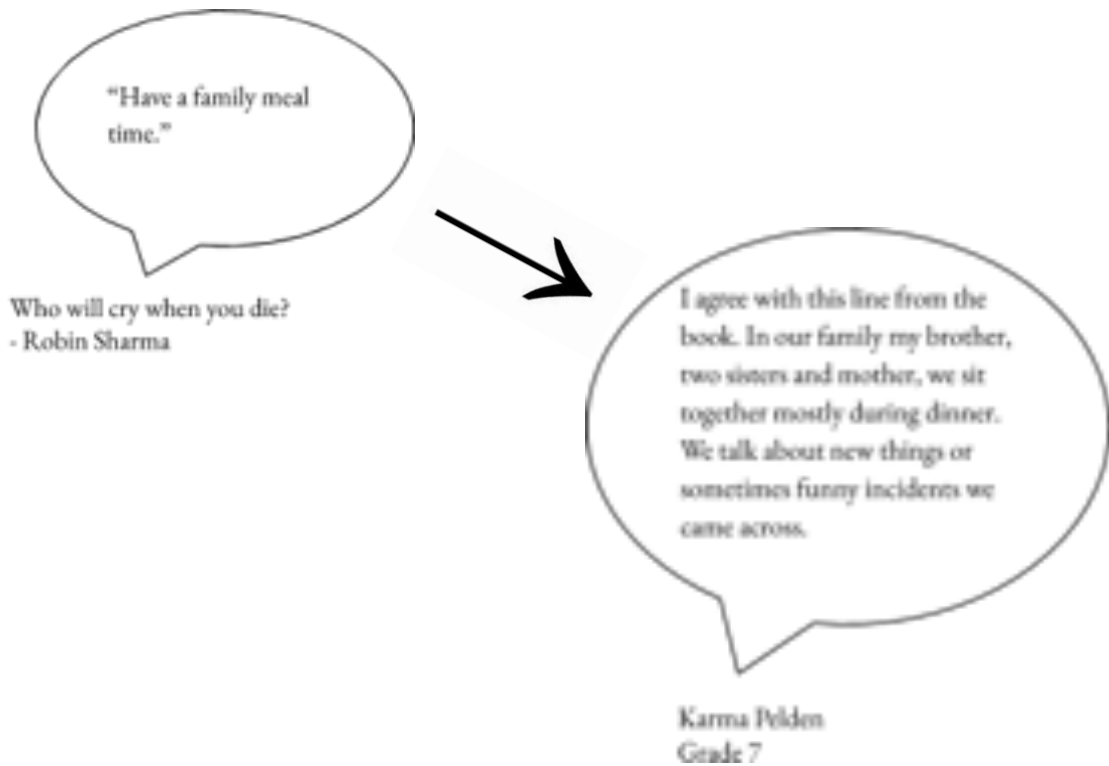 “Have a family meal
time.”
Who will cry when you die?
- Robin Sharma
I agree with this line from the
book. In our family my brother,
two sisters and mother, we sit
together mostly during dinner.
We talk about new things or
sometimes funny incidents we
came across.
Karma Pelden
Grade 7